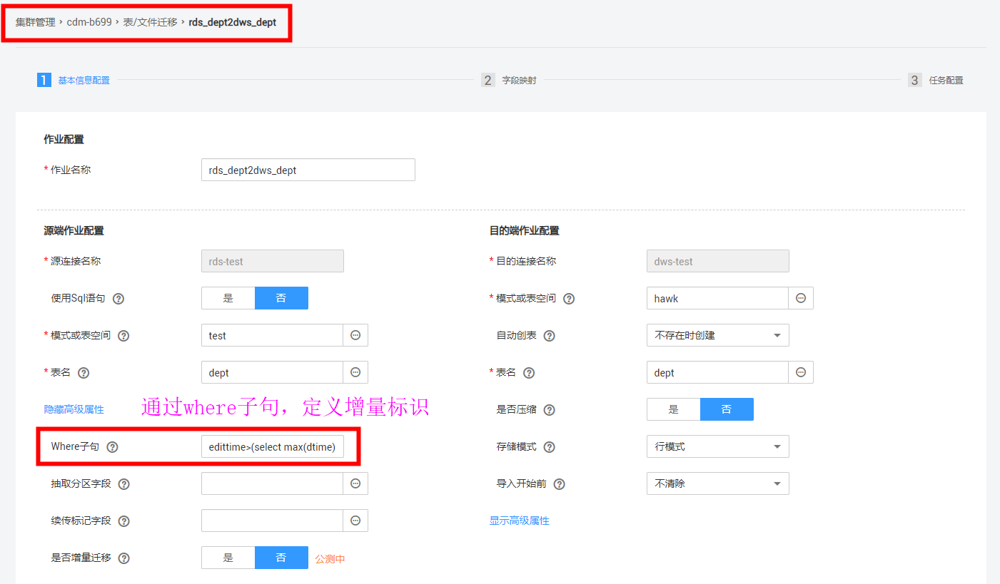 集群管理 › cdm-b699 › 表/文件迁移 › rds_dept2dws_dept
1 基本信息配置 2 字段映射 3 任务配置
作业配置
* 作业名称 rds_dept2dws_dept
源端作业配置
* 源连接名称 rds-test
使用Sql语句 ? 是 否
* 模式或表空间 ? test
* 表名 ? dept
隐藏高级属性 通过where子句，定义增量标识
Where子句 ? edittime>(select max(dtime)
抽取分区字段 ?
续传标记字段 ?
是否增量迁移 ? 是 否 公测中
目的端作业配置
* 目的连接名称 dws-test
* 模式或表空间 ? hawk
自动创表 ? 不存在时创建
* 表名 ? dept
是否压缩 ? 是 否
存储模式 ? 行模式
导入开始前 ? 不清除
显示高级属性